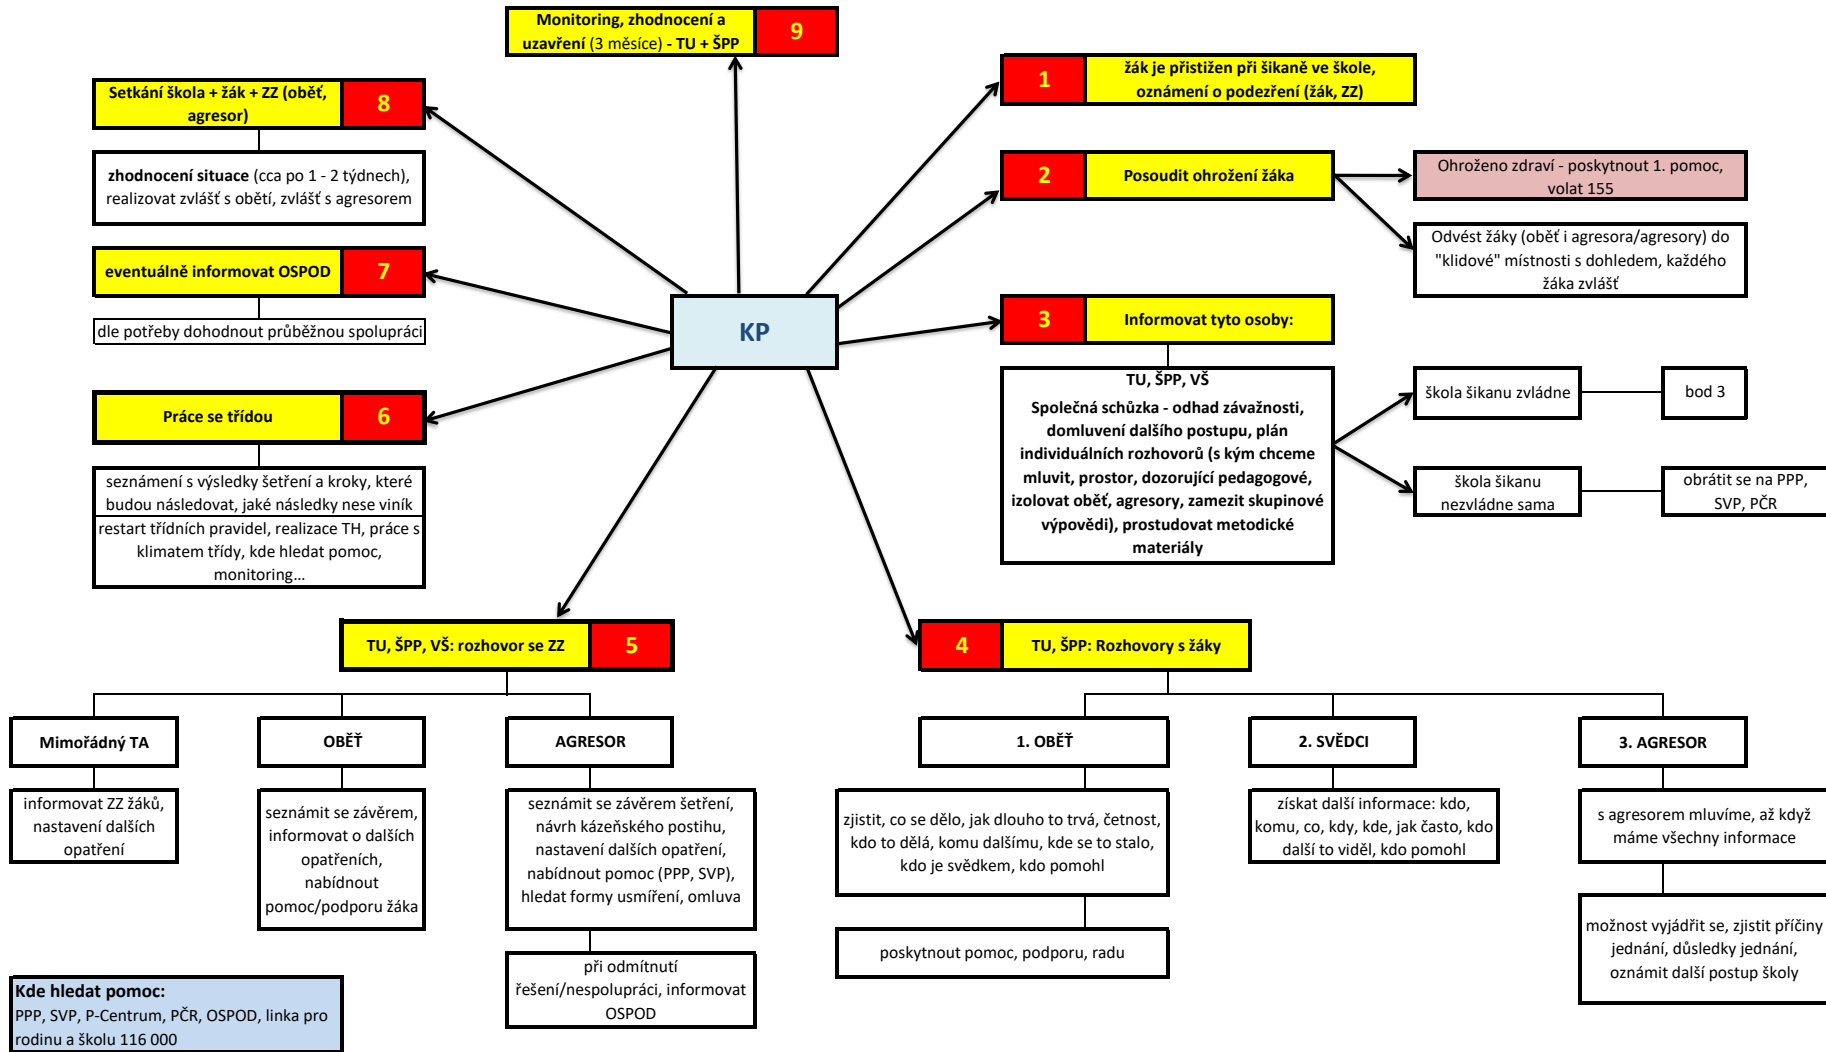 Monitoring, zhodnocení a
uzavření (3 měsíce) - TU + ŠPP
9
1
žák je přistižen při šikaně ve škole,
oznámení o podezření (žák, ZZ)
Setkání škola + žák + ZZ (oběť,
agresor)
8
zhodnocení situace (cca po 1 - 2 týdnech),
realizovat zvlášť s obětí, zvlášť s agresorem
2
Posoudit ohrožení žáka
Ohroženo zdraví - poskytnout 1. pomoc,
volat 155
Odvést žáky (oběť i agresora/agresory) do
"klidové" místnosti s dohledem, každého
žáka zvlášť
eventuálně informovat OSPOD
7
dle potřeby dohodnout průběžnou spolupráci
KP
3
Informovat tyto osoby:
TU, ŠPP, VŠ
Společná schůzka - odhad závažnosti,
domluvení dalšího postupu, plán
individuálních rozhovorů (s kým chceme
mluvit, prostor, dozorující pedagogové,
izolovat oběť, agresory, zamezit skupinové
výpovědi), prostudovat metodické
materiály
škola šikanu zvládne
bod 3
škola šikanu
nezvládne sama
obrátit se na PPP,
SVP, PČR
Práce se třídou
6
seznámení s výsledky šetření a kroky, které
budou následovat, jaké následky nese viník
restart třídních pravidel, realizace TH, práce s
klimatem třídy, kde hledat pomoc,
monitoring…
TU, ŠPP, VŠ: rozhovor se ZZ
5
4
TU, ŠPP: Rozhovory s žáky
Mimořádný TA
OBĚŤ
AGRESOR
1. OBĚŤ
2. SVĚDCI
3. AGRESOR
informovat ZZ žáků,
nastavení dalších
opatření
seznámit se závěrem,
informovat o dalších
opatřeních,
nabídnout
pomoc/podporu žáka
seznámit se závěrem šetření,
návrh kázeňského postihu,
nastavení dalších opatření,
nabídnout pomoc (PPP, SVP),
hledat formy usmíření, omluva
při odmítnutí
řešení/nespolupráci, informovat
OSPOD
zjistit, co se dělo, jak dlouho to trvá, četnost,
kdo to dělá, komu dalšímu, kde se to stalo,
kdo je svědkem, kdo pomohl
poskytnout pomoc, podporu, radu
získat další informace: kdo,
komu, co, kdy, kde, jak často, kdo
další to viděl, kdo pomohl
s agresorem mluvíme, až když
máme všechny informace
možnost vyjádřit se, zjistit příčiny
jednání, důsledky jednání,
oznámit další postup školy
Kde hledat pomoc:
PPP, SVP, P-Centrum, PČR, OSPOD, linka pro
rodinu a školu 116 000